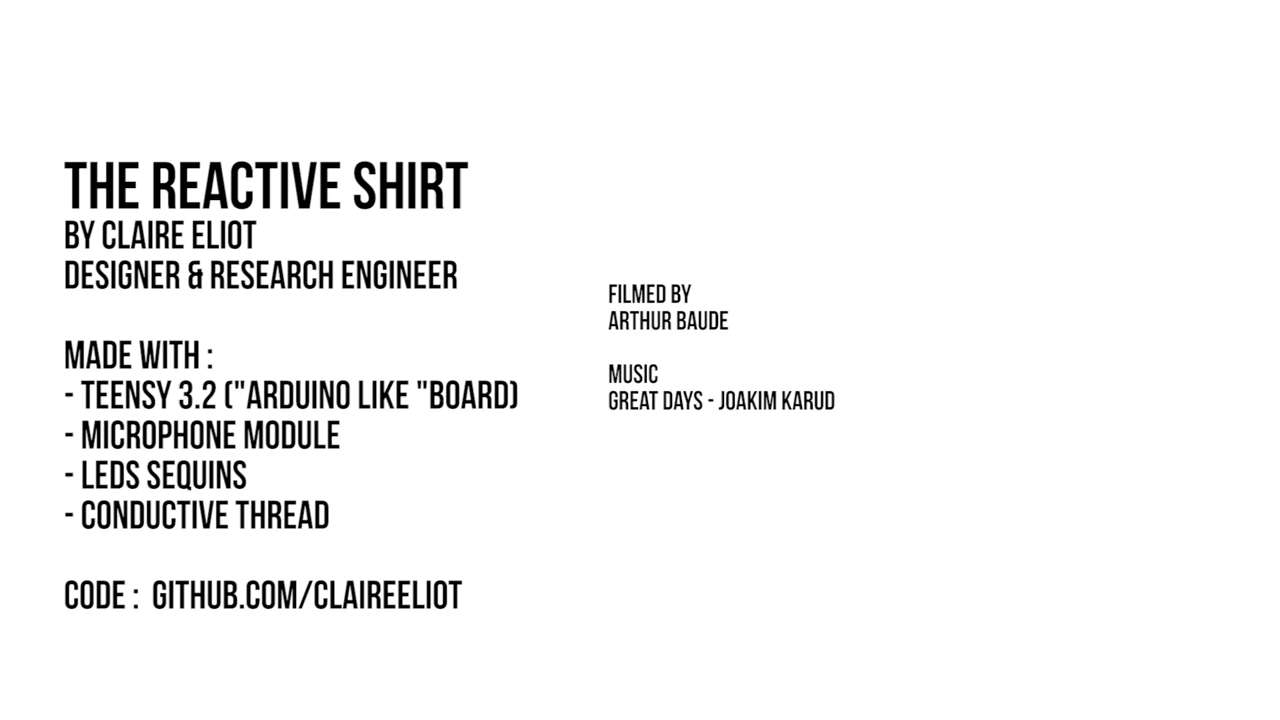 THE REACTIVE SHIRT
BY CLAIRE ELIOT
DESIGNER & RESEARCH ENGINEER
MADE WITH :
- TEENSY 3.2 ("ARDUINO LIKE "BOARD)
- MICROPHONE MODULE
- LEDS SEQUINS
- CONDUCTIVE THREAD
CODE : GITHUB.COM/CLAIREELIOT
FILMED BY
ARTHUR BAUDE
MUSIC
GREAT DAYS - JOAKIM KARUD